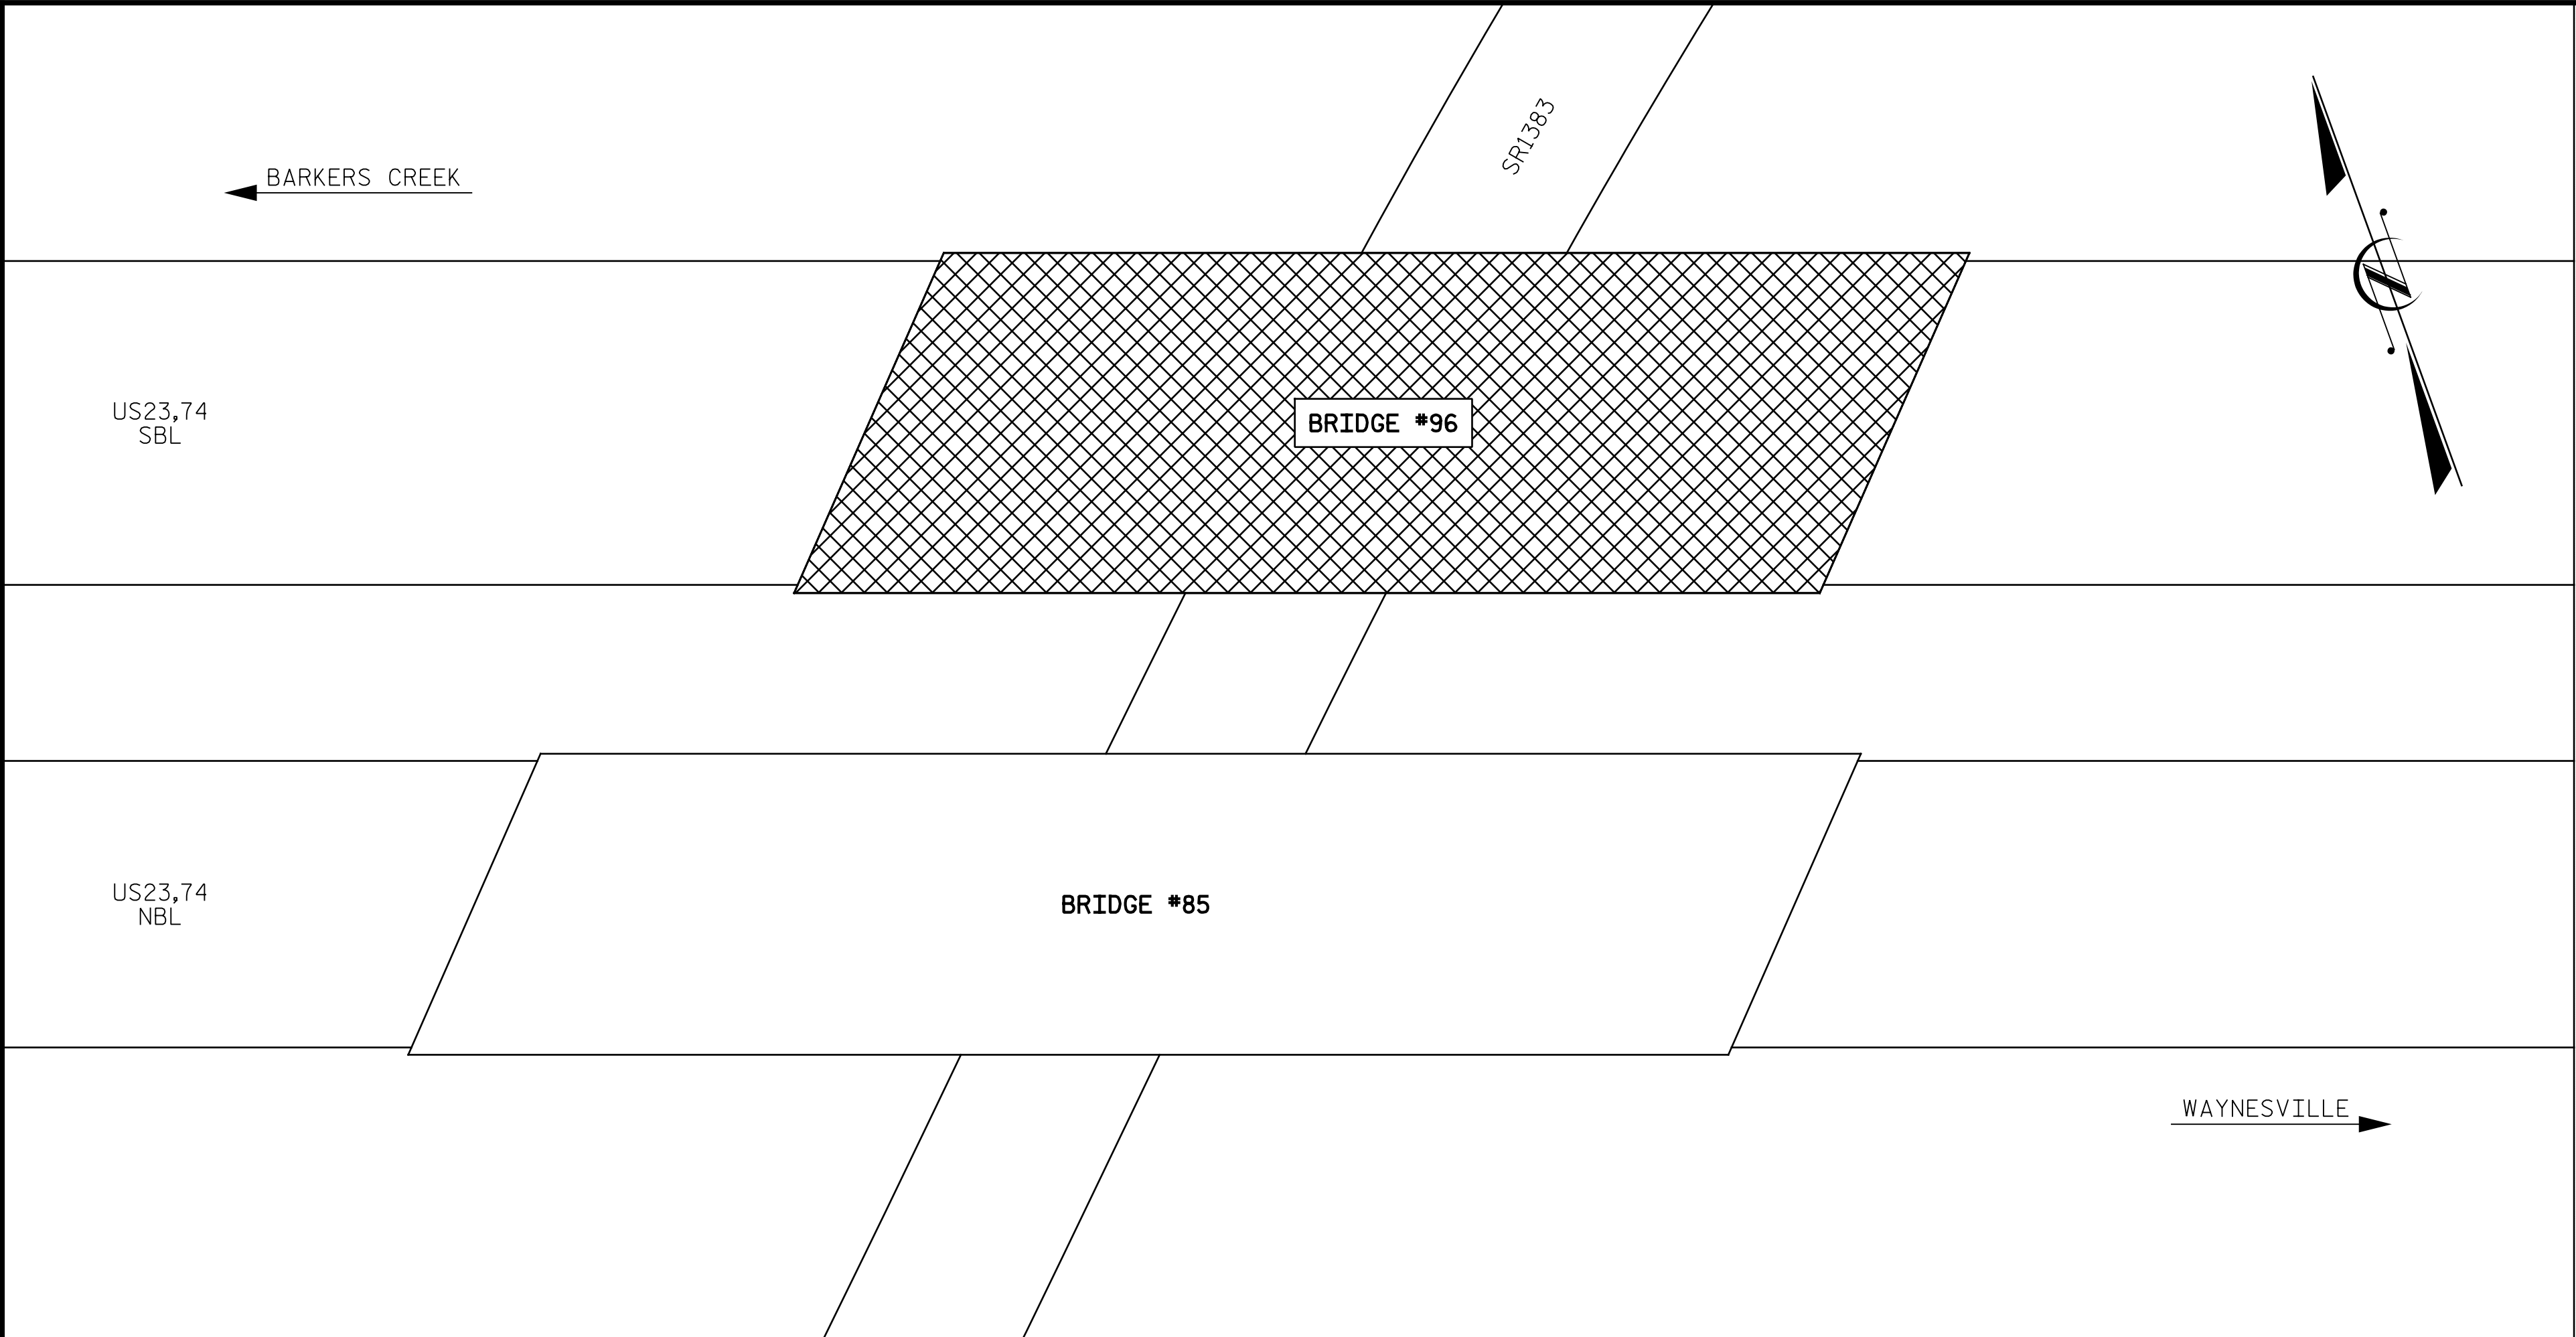 SR1383
BARKERS CREEK
US23,74
SBL
BRIDGE #96
US23,74
NBL
BRIDGE #85
WAYNESVILLE
N